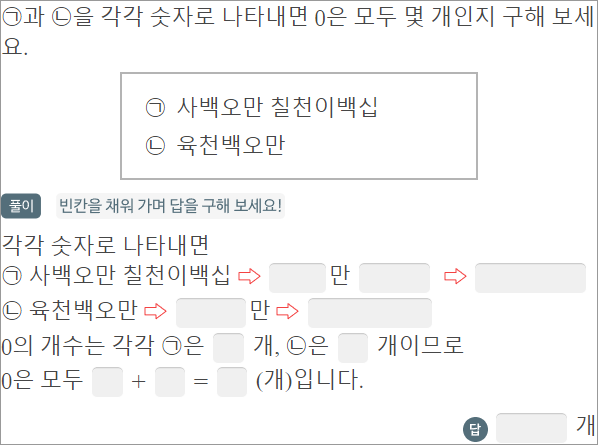 ㉠과 ㉡을 각각 숫자로 나타내면 0은 모두 몇 개인지 구해 보세
요.
㉠ 사백오만 칠천이백십
㉡ 육천백오만
풀이 빈칸을 채워 가며 답을 구해 보세요!
각각 숫자로 나타내면
㉠ 사백오만 칠천이백십 ⇨ 만 ⇨
㉡ 육천백오만 ⇨ 만 ⇨
0의 개수는 각각 ㉠은 개, ㉡은 개이므로
0은 모두 + = (개)입니다.
답 개